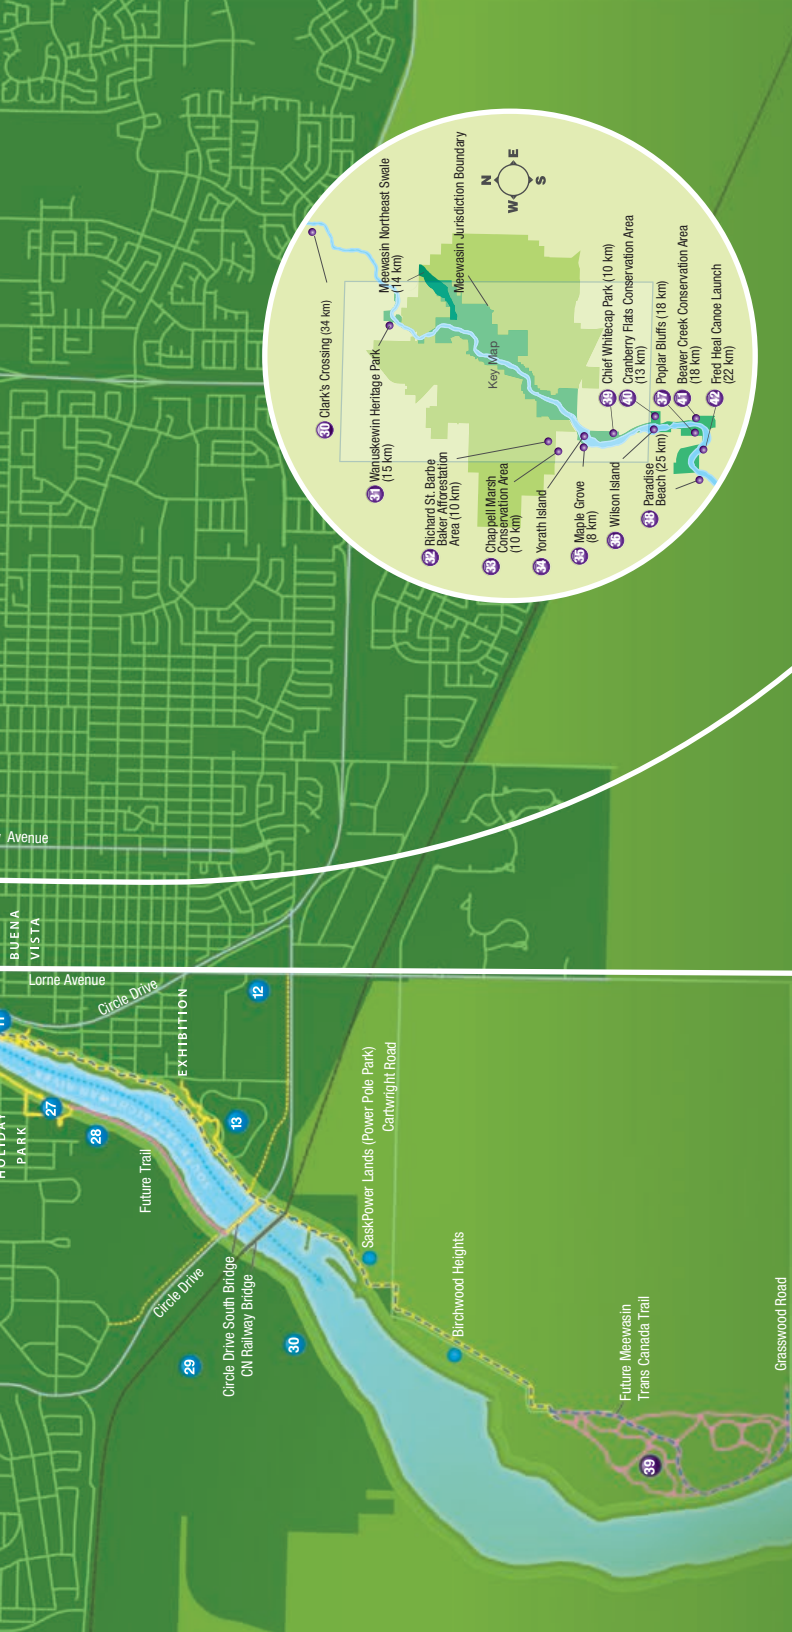 30 Clark's Crossing (34 km)
31 Wanuskewin Heritage Park
(15 km)
Meewasin Northeast Swale
(14 km)
Meewasin Jurisdiction Boundary
N
E
S
W
Key Map
32 Richard St. Barbe
Baker Afforestation
Area (10 km)
33 Chappell Marsh
Conservation Area
(10 km)
34 Yorath Island
35 Maple Grove
(8 km)
36 Wilson Island
38 Paradise
Beach (25 km)
39 Chief Whitecap Park (10 km)
40 Cranberry Flats Conservation Area
(13 km)
37 Poplar Bluffs (18 km)
41 Beaver Creek Conservation Area
(18 km)
42 Fred Heal Canoe Launch
(22 km)
Avenue
BUENA
VISTA
Lorne Avenue
Circle Drive
EXHIBITION
12
11
27
28
13
HOLIDAY
PARK
Future Trail
SOUTH SASKATCHEWAN RIVER
Circle Drive
Circle Drive South Bridge
CN Railway Bridge
29
30
SaskPower Lands (Power Pole Park)
Cartwright Road
Birchwood Heights
Future Meewasin
Trans Canada Trail
39
Grasswood Road